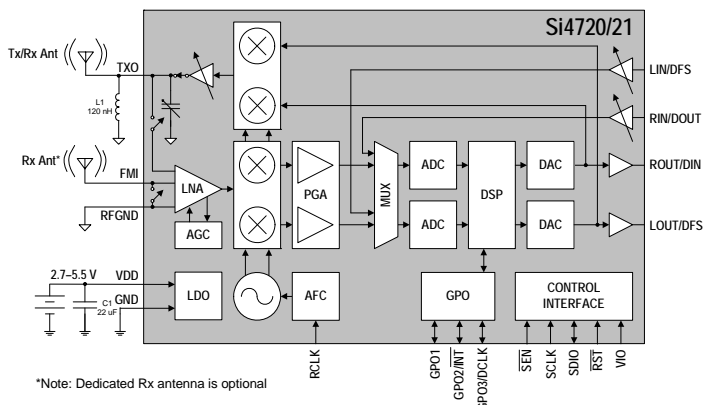 Si4720/21
Tx/Rx Ant
TXO
LIN/DFS
L1
120 nH
RIN/DOUT
Rx Ant*
FMI
LNA
PGA
MUX
ADC
DSP
DAC
ROUT/DIN
RFGND
AGC
ADC
DAC
LOUT/DFS
2.7–5.5 V
VDD
C1
22 uF
GND
LDO
AFC
GPO
CONTROL
INTERFACE
RCLK
GPO1
GPO2/INT
GPO3/DCLK
SEN
SCLK
SDIO
RST
VIO
*Note: Dedicated Rx antenna is optional